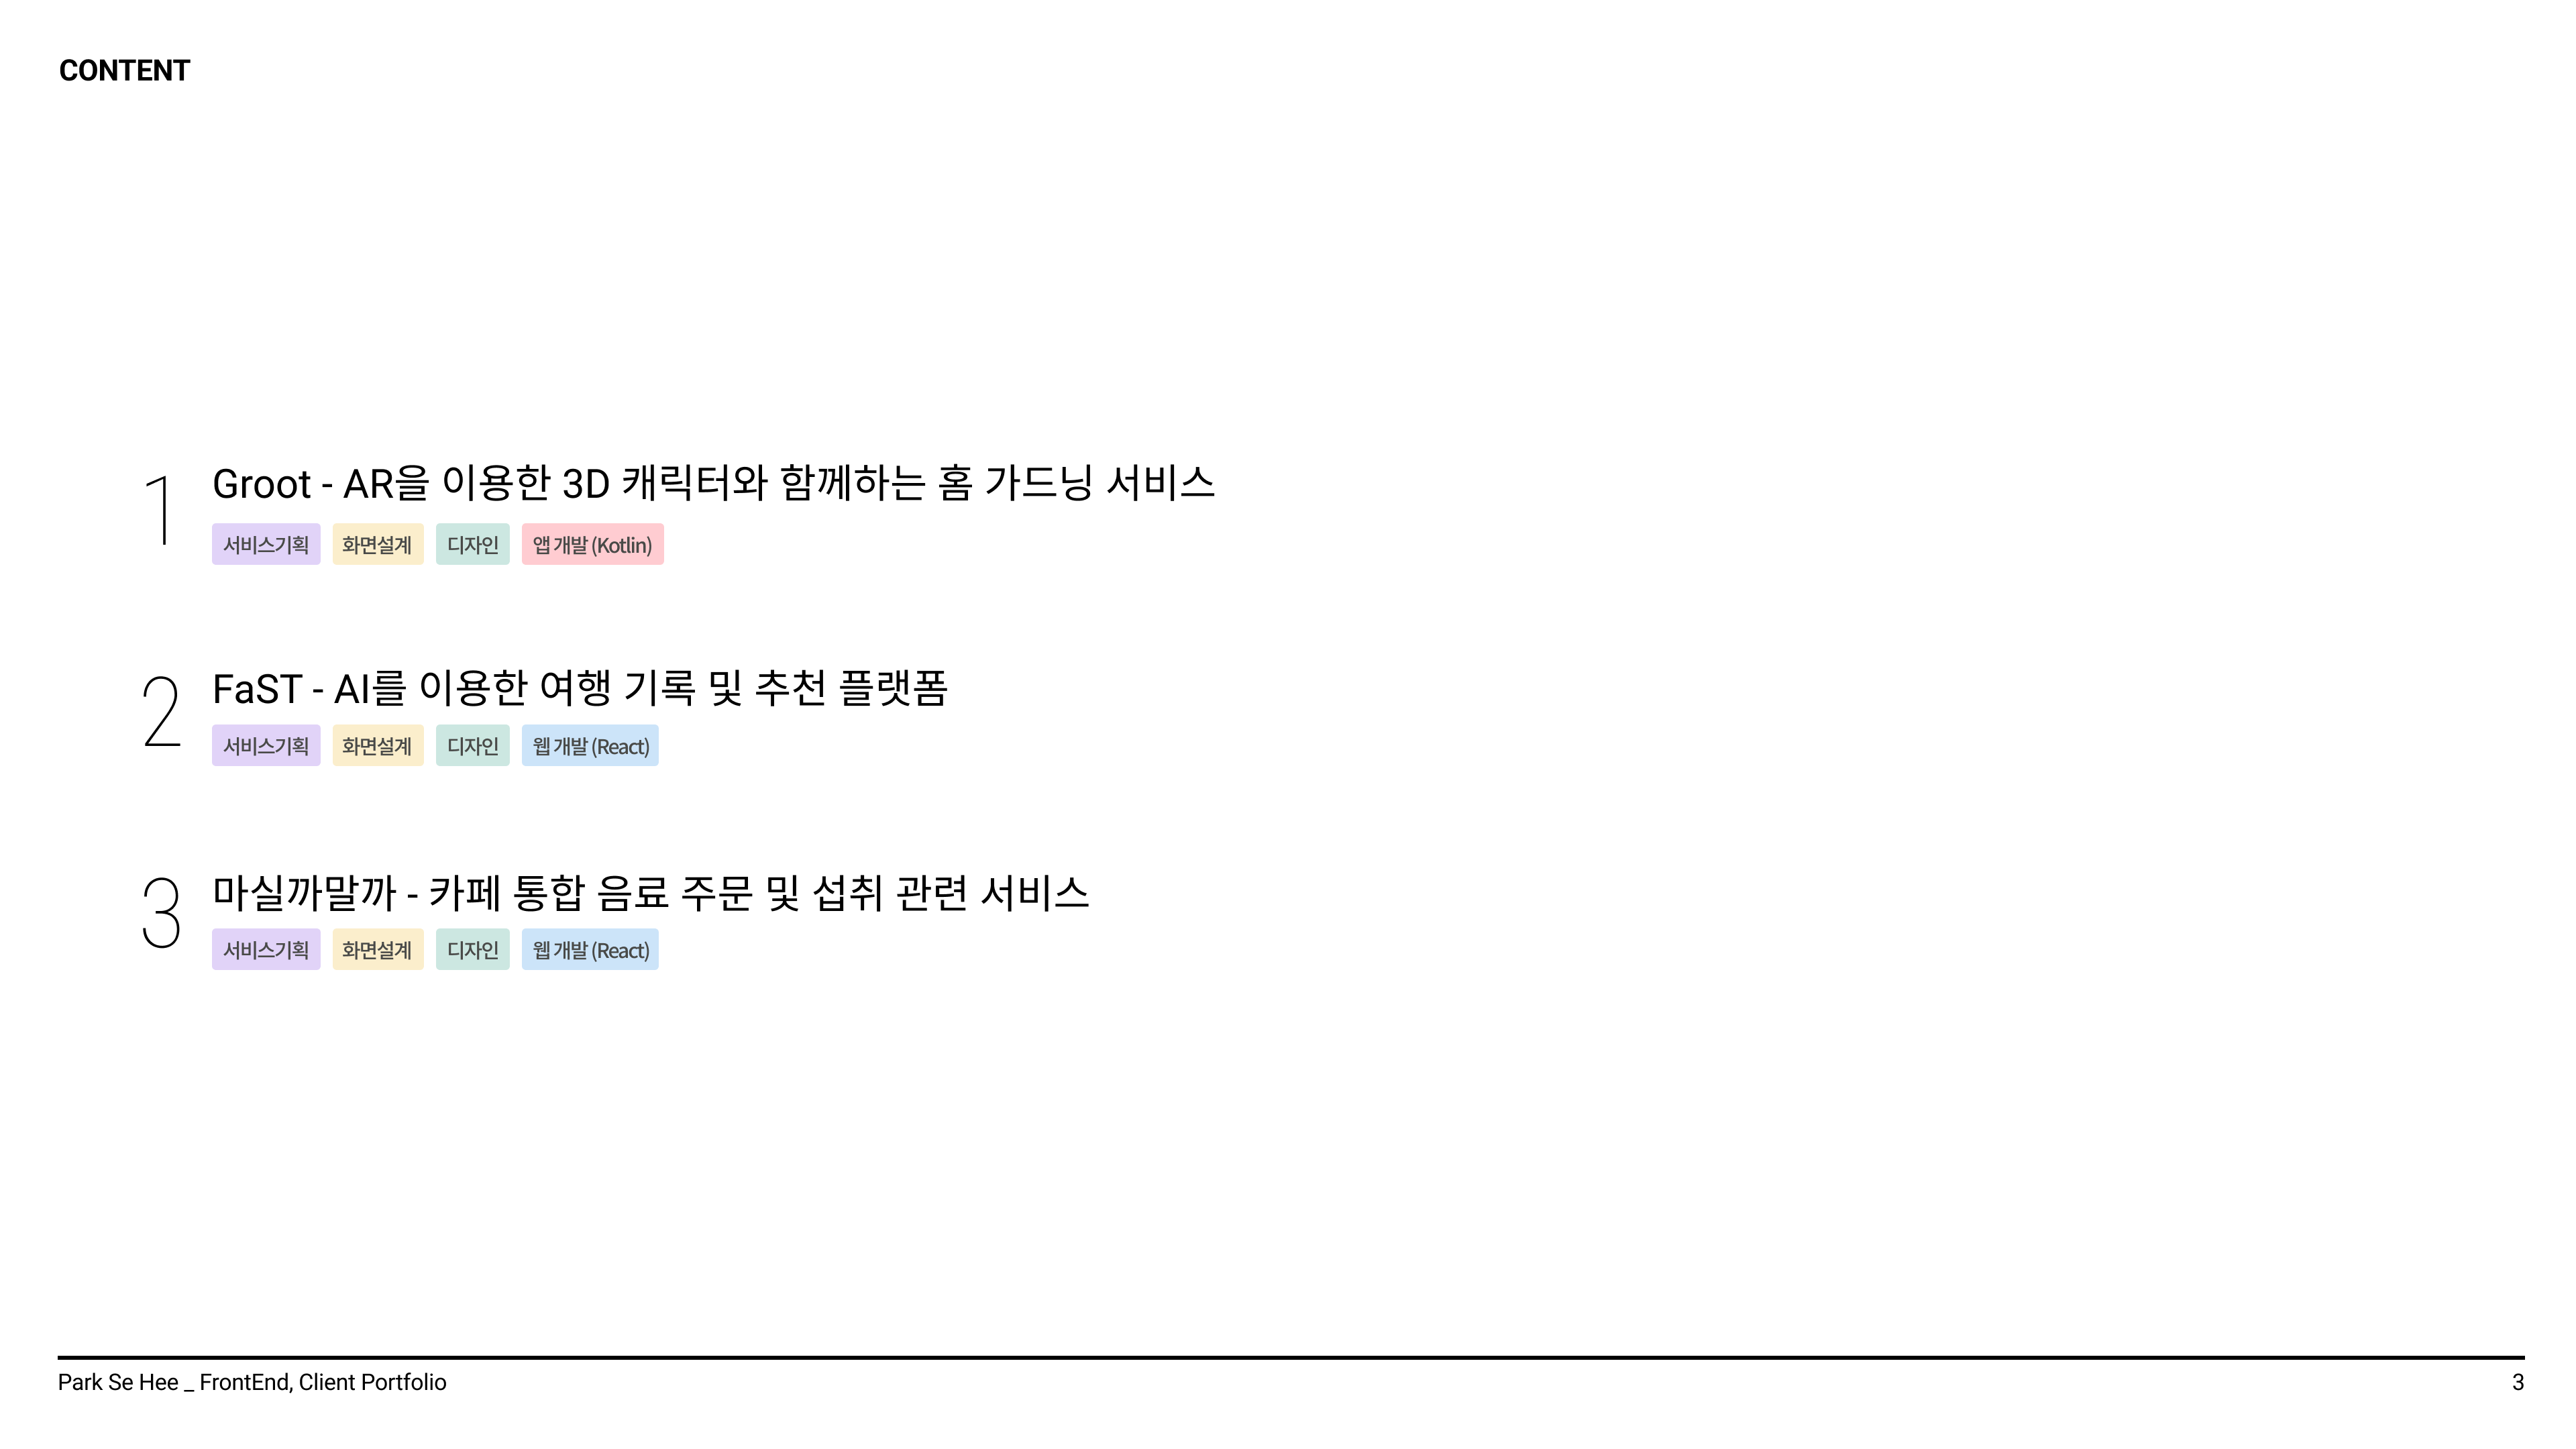 CONTENT
1
Groot - AR을 이용한 3D 캐릭터와 함께하는 홈 가드닝 서비스
서비스기획 화면설계 디자인 앱 개발 (Kotlin)
2
FaST - AI를 이용한 여행 기록 및 추천 플랫폼
서비스기획 화면설계 디자인 웹 개발 (React)
3
마실까말까 - 카페 통합 음료 주문 및 섭취 관련 서비스
서비스기획 화면설계 디자인 웹 개발 (React)
Park Se Hee _ FrontEnd, Client Portfolio
3